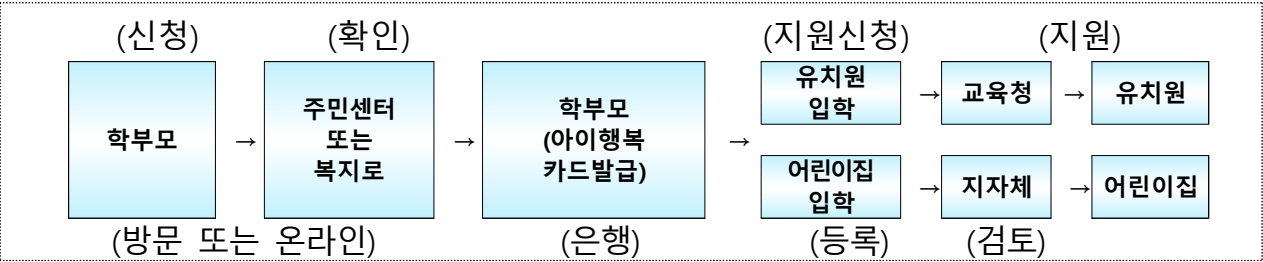 (신청) (확인) (지원신청) (지원)
학부모
→
주민센터
또는
복지로
→
학부모
(아이행복
카드발급)
→
유치원
입학
→
교육청
→
유치원
어린이집
입학
→
지자체
→
어린이집
(방문 또는 온라인) (은행) (등록) (검토)